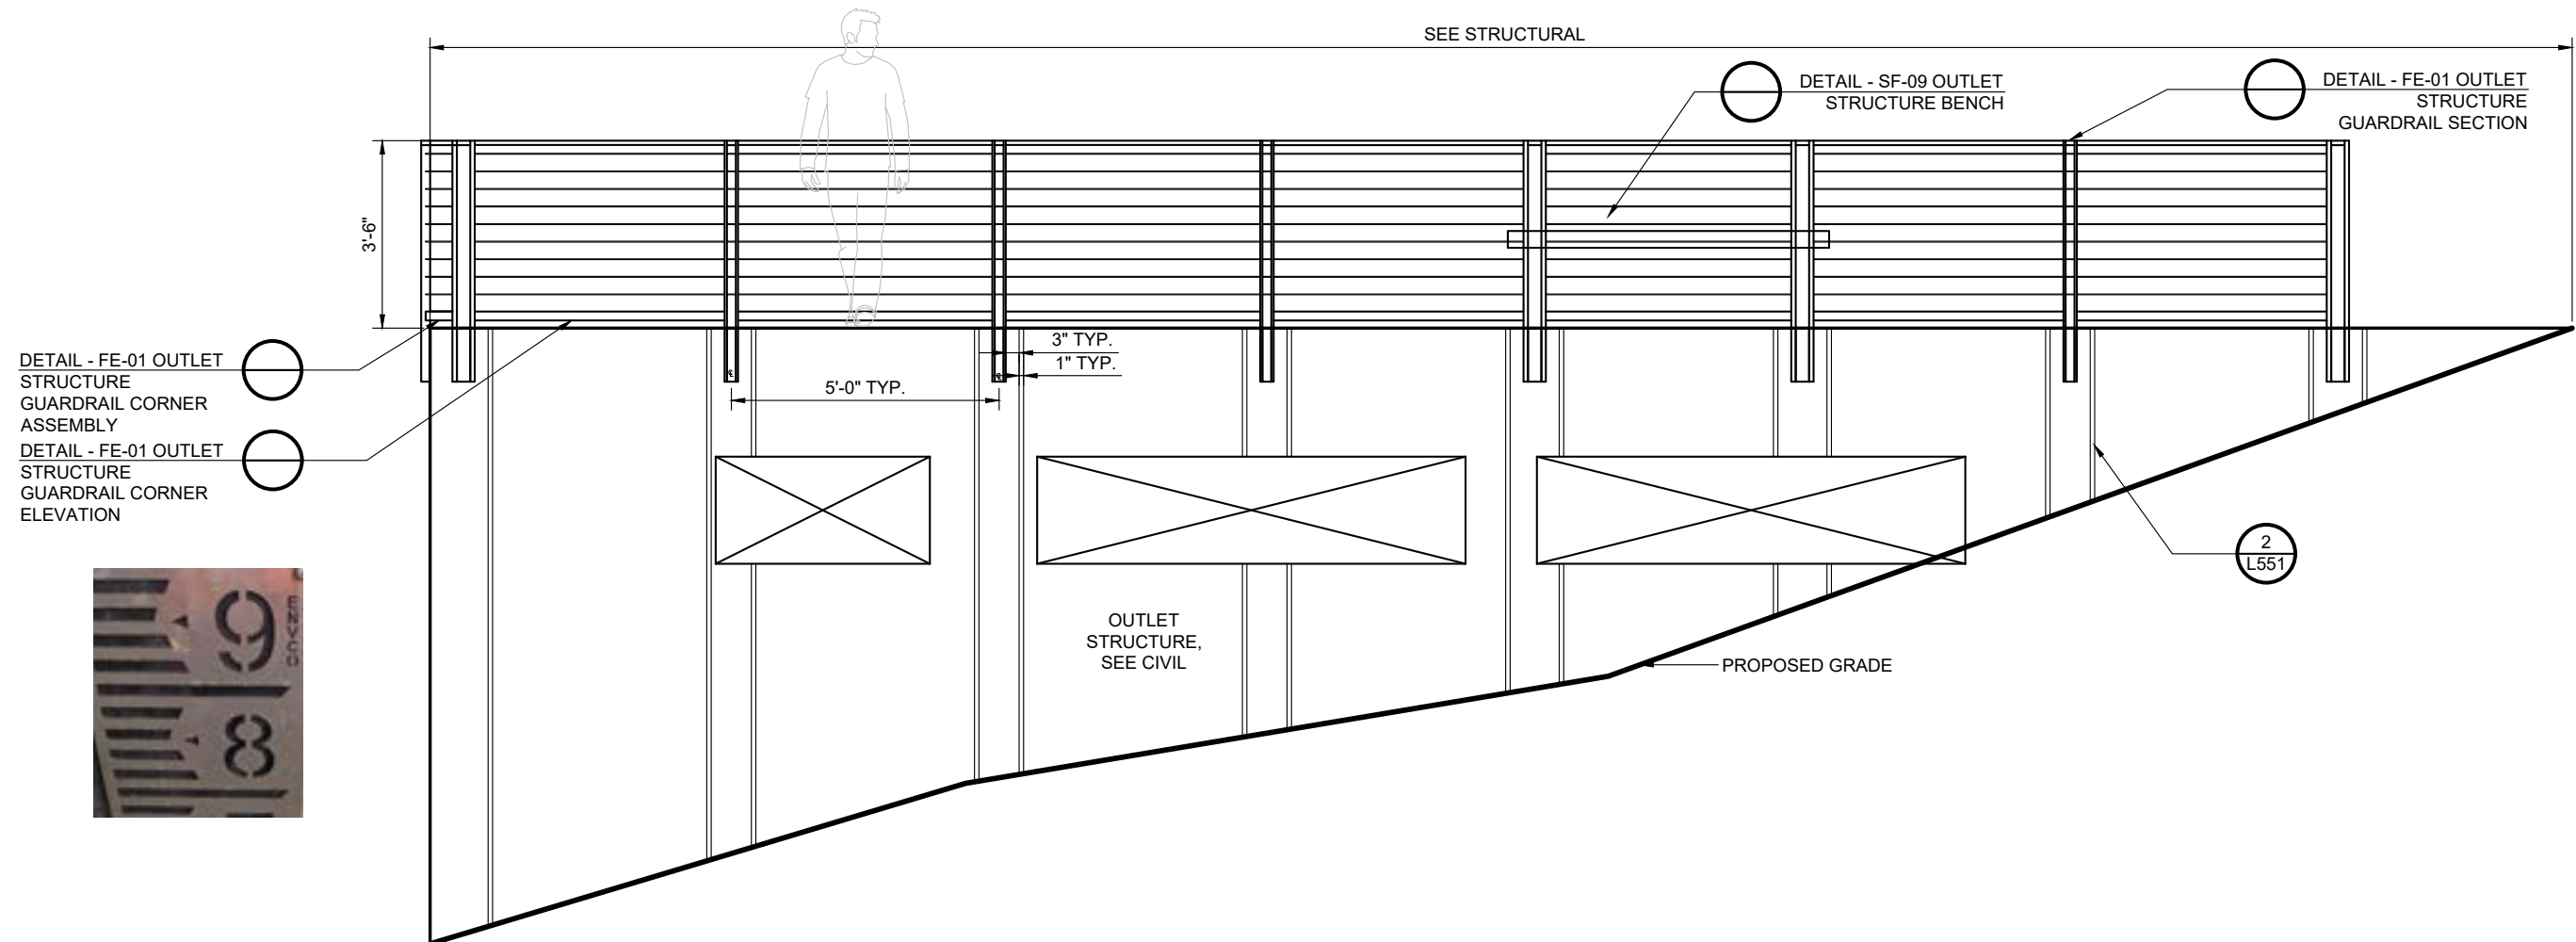 SEE STRUCTURAL
DETAIL - SF-09 OUTLET
STRUCTURE BENCH
DETAIL - FE-01 OUTLET
STRUCTURE
GUARDRAIL SECTION
3'-6"
DETAIL - FE-01 OUTLET
STRUCTURE
GUARDRAIL CORNER
ASSEMBLY
DETAIL - FE-01 OUTLET
STRUCTURE
GUARDRAIL CORNER
ELEVATION
3" TYP.
1" TYP.
5'-0" TYP.
2
L551
OUTLET
STRUCTURE,
SEE CIVIL
PROPOSED GRADE
9
ENVCO
8